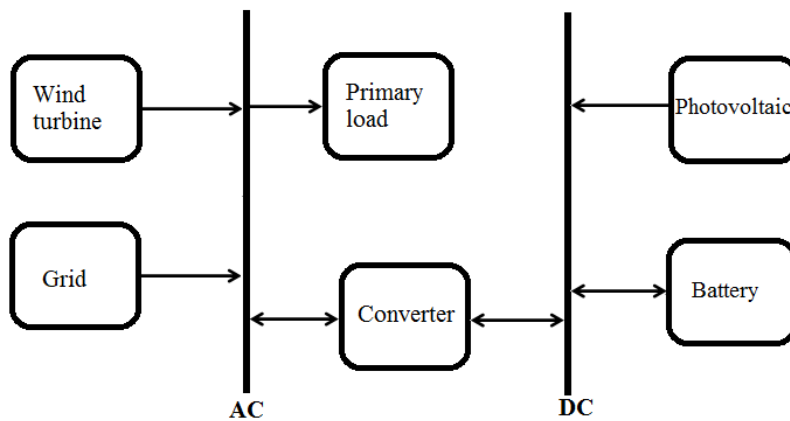 Wind
turbine
Primary
load
Photovoltaic
Grid
Converter
Battery
AC
DC